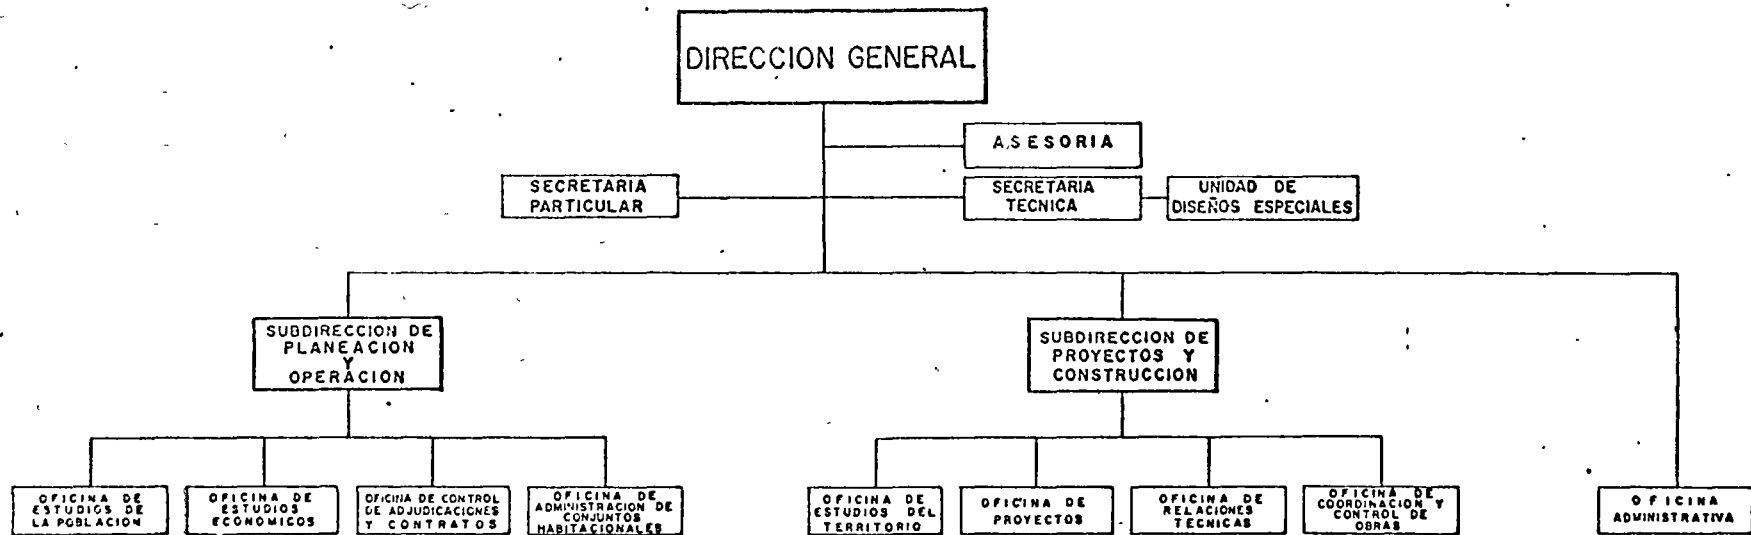 DIRECCION GENERAL
ASESORIA
SECRETARIA
PARTICULAR
SECRETARIA
TECNICA
UNIDAD DE
DISEÑOS ESPECIALES
SUBDIRECCION DE
PLANEACION
Y
OPERACION
SUBDIRECCION DE
PROYECTOS Y
CONSTRUCCION
OFICINA DE
ESTUDIOS DE
LA POBLACION
OFICINA DE
ESTUDIOS
ECONOMICOS
OFICINA DE CONTROL
DE ADJUDICACIONES
Y CONTRATOS
OFICINA DE
ADMINISTRACION DE
CONJUNTOS
HABITACIONALES
OFICINA DE
ESTUDIOS DEL
TERRITORIO
OFICINA DE
PROYECTOS
OFICINA DE
RELACIONES
TECNICAS
OFICINA DE
COORDINACION Y
CONTROL DE
OBRAS
OFICINA
ADMINISTRATIVA